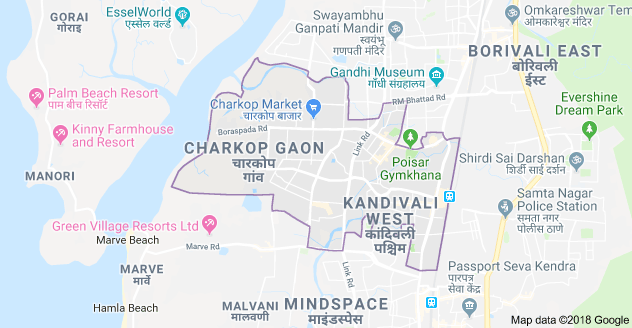 GORAI
गोराई
EsselWorld
एस्सेल वर्ल्ड
Swayambhu
Ganpati Mandir
स्वयंभू
गणपती मंदिर
Omkareshwar Tem
ओमकारेश्वर मंदिर
BORIVALI EAST
बोरिवली
ईस्ट
Gandhi Museum
गाँधी संग्रहालय
RM Bhattad Rd
Palm Beach Resort
पाम बीच रिसॉर्ट
Charkop Market
चारकोप बाजार
Evershine
Dream Park
Kinny Farmhouse
and Resort
Boraspada Rd
Link Rd
CHARKOP GAON
चारकोप
गांव
Poisar
Gymkhana
Shirdi Sai Darshan
शिर्डी साई दर्शन
MANORI
KANDIVALI
WEST
कांदिवली
पश्चिम
Samta Nagar
Police Station
समता नगर
पोलीस ठाणे
Green Village Resorts Ltd
Marve Beach
Marve Rd
MARVE
मार्वे
Link Rd
Passport Seva Kendra
पारपत्र
सेवा केंद्र
Hamla Beach
MALVANI
मालवणी
MINDSPACE
माइंडस्पेस
Map data ©2018 Google